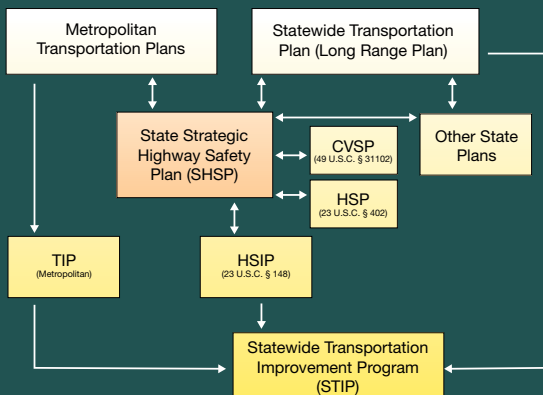 Metropolitan
Transportation Plans
Statewide Transportation
Plan (Long Range Plan)
State Strategic
Highway Safety
Plan (SHSP)
CVSP
(49 U.S.C. § 31102)
Other State
Plans
HSP
(23 U.S.C. § 402)
TIP
(Metropolitan)
HSIP
(23 U.S.C. § 148)
Statewide Transportation
Improvement Program
(STIP)